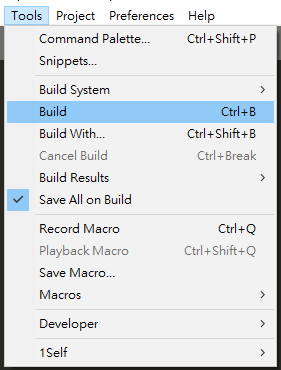 Tools Project Preferences Help
Command Palette... Ctrl+Shift+P
Snippets...
Build System
Build Ctrl+B
Build With... Ctrl+Shift+B
Cancel Build Ctrl+Break
Build Results
Save All on Build
Record Macro Ctrl+Q
Playback Macro Ctrl+Shift+Q
Save Macro...
Macros
Developer
1Self